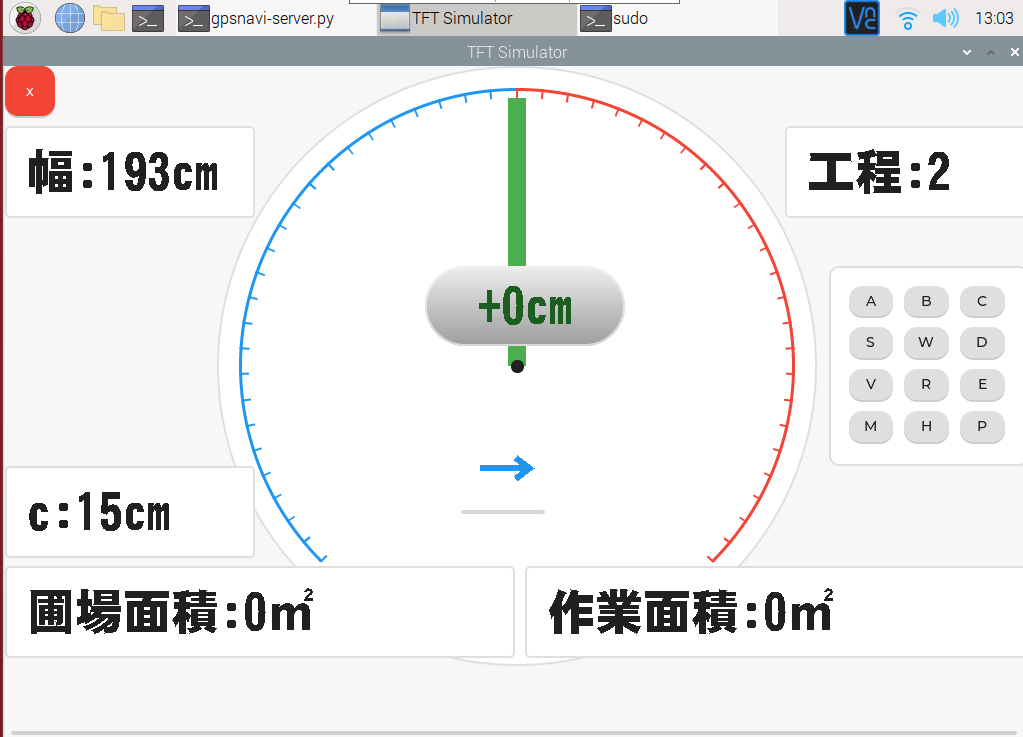 gpsnavi-server.py TFT Simulator sudo 13:03
TFT Simulator
x
幅:193cm
工程:2
+0cm
A B C
S W D
V R E
M H P
c:15cm
圃場面積:0㎡
作業面積:0㎡